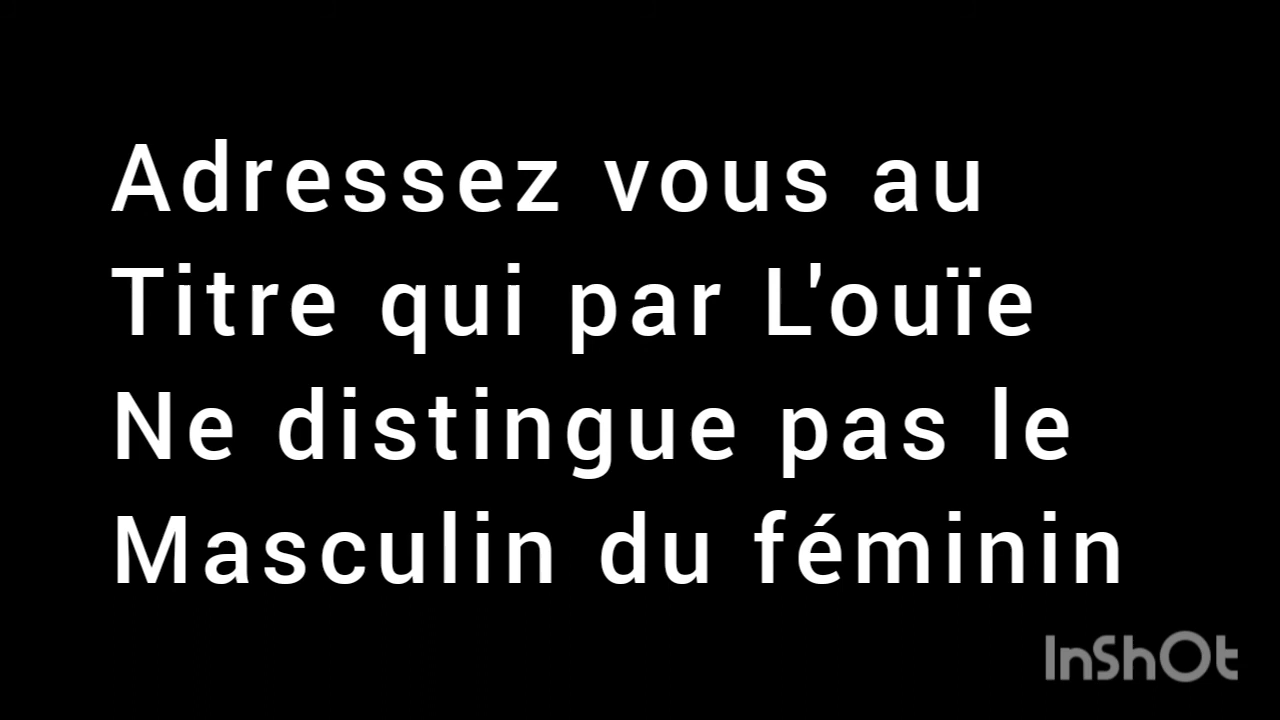 Adressez vous au
Titre qui par L'ouïe
Ne distingue pas le
Masculin du féminin
InShOt